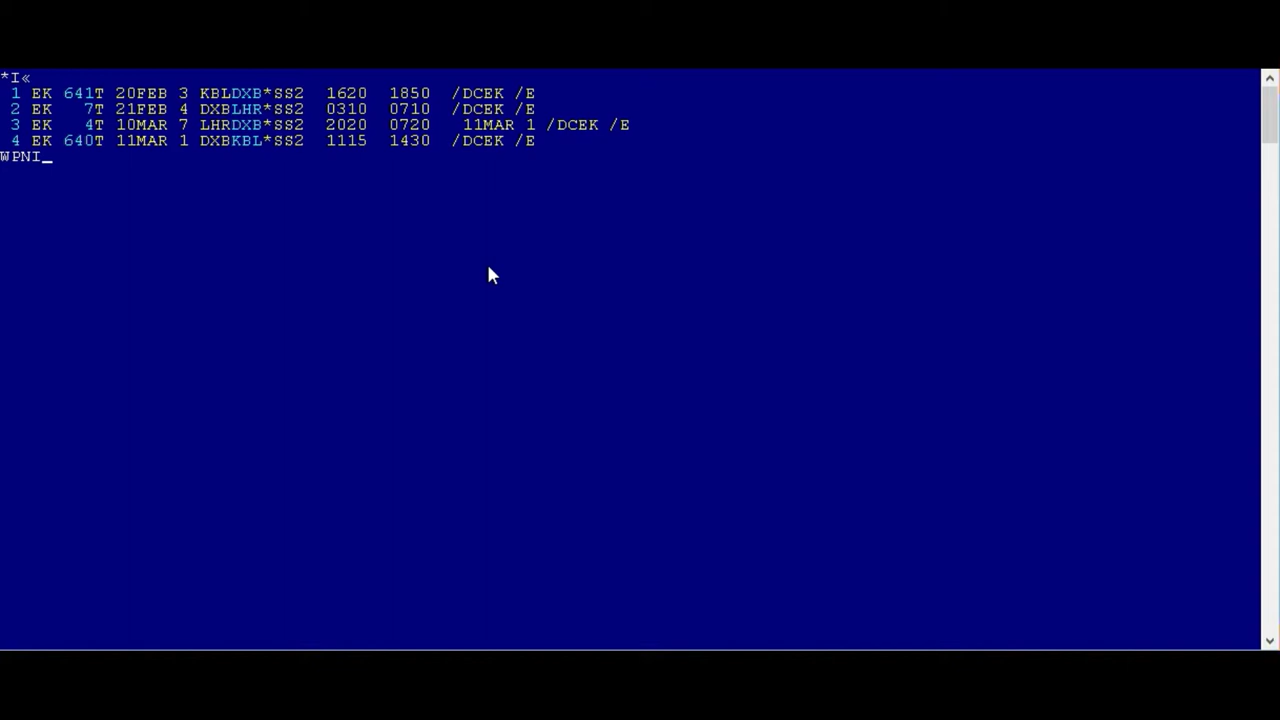 *I«
1 EK 641T 20FEB 3 KBLDXB*SS2 1620 1850 /DCEK /E
2 EK 7T 21FEB 4 DXBLHR*SS2 0310 0710 /DCEK /E
3 EK 4T 10MAR 7 LHRDXB*SS2 2020 0720 11MAR 1 /DCEK /E
4 EK 640T 11MAR 1 DXBKBL*SS2 1115 1430 /DCEK /E
WPNI_